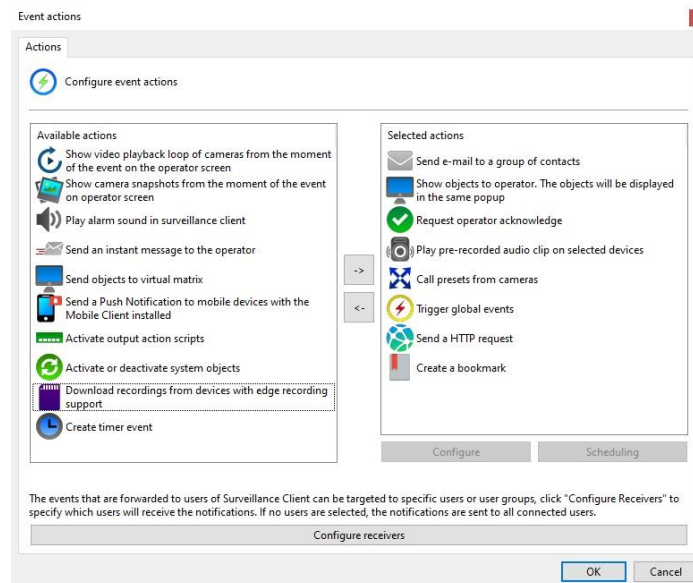 Event actions
Actions
Configure event actions
Available actions
Show video playback loop of cameras from the moment
of the event on the operator screen
Show camera snapshots from the moment of the event
on operator screen
Play alarm sound in surveillance client
Send an instant message to the operator
Send objects to virtual matrix
Send a Push Notification to mobile devices with the
Mobile Client installed
Activate output action scripts
Activate or deactivate system objects
Download recordings from devices with edge recording
support
Create timer event
->
<-
Selected actions
Send e-mail to a group of contacts
Show objects to operator. The objects will be displayed
in the same popup
Request operator acknowledge
Play pre-recorded audio clip on selected devices
Call presets from cameras
Trigger global events
Send a HTTP request
Create a bookmark
Configure
Scheduling
The events that are forwarded to users of Surveillance Client can be targeted to specific users or user groups, click "Configure Receivers" to
specify which users will receive the notifications. If no users are selected, the notifications are sent to all connected users.
Configure receivers
OK
Cancel